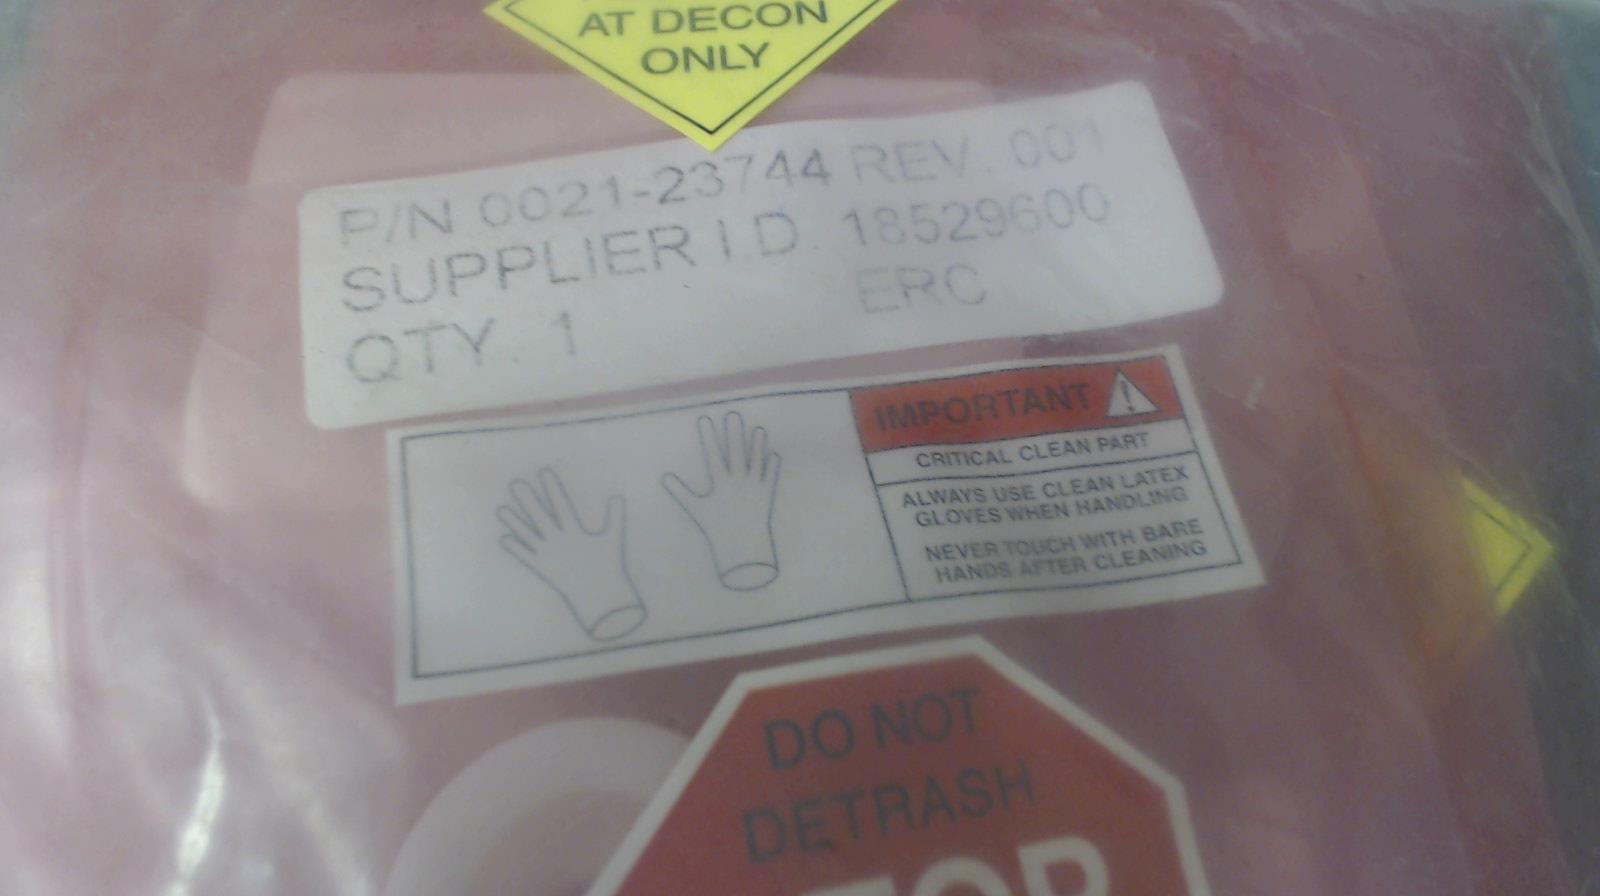 AT DECON
ONLY
P/N 0021-23744 REV. 001
SUPPLIER I.D. 18529600
QTY. 1 ERC
IMPORTANT
CRITICAL CLEAN PART
ALWAYS USE CLEAN LATEX
GLOVES WHEN HANDLING
NEVER TOUCH WITH BARE
HANDS AFTER CLEANING
DO NOT
DETRASH